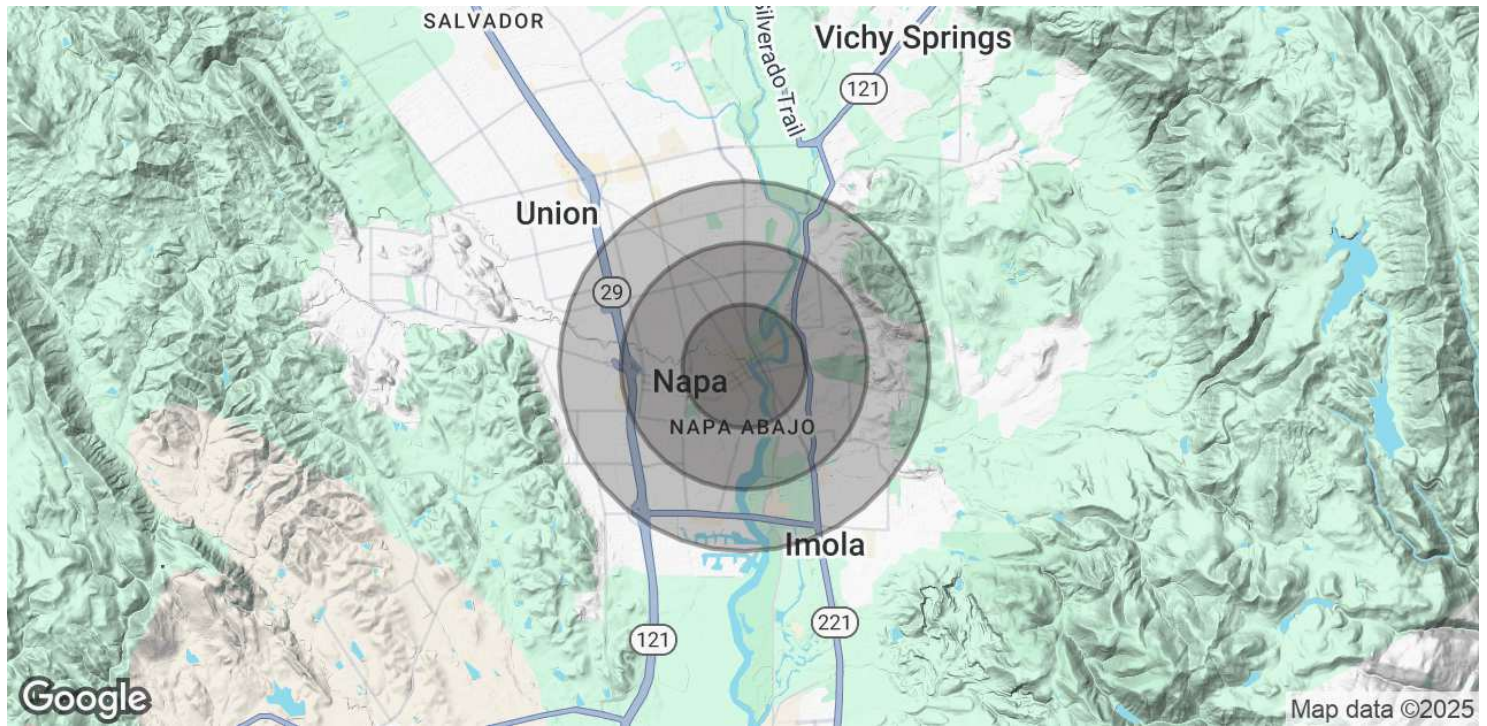 SALVADOR
Silverado Trail
Vichy Springs
121
Union
29
Napa
NAPA ABAJO
Imola
121
221
Google
Map data ©2025